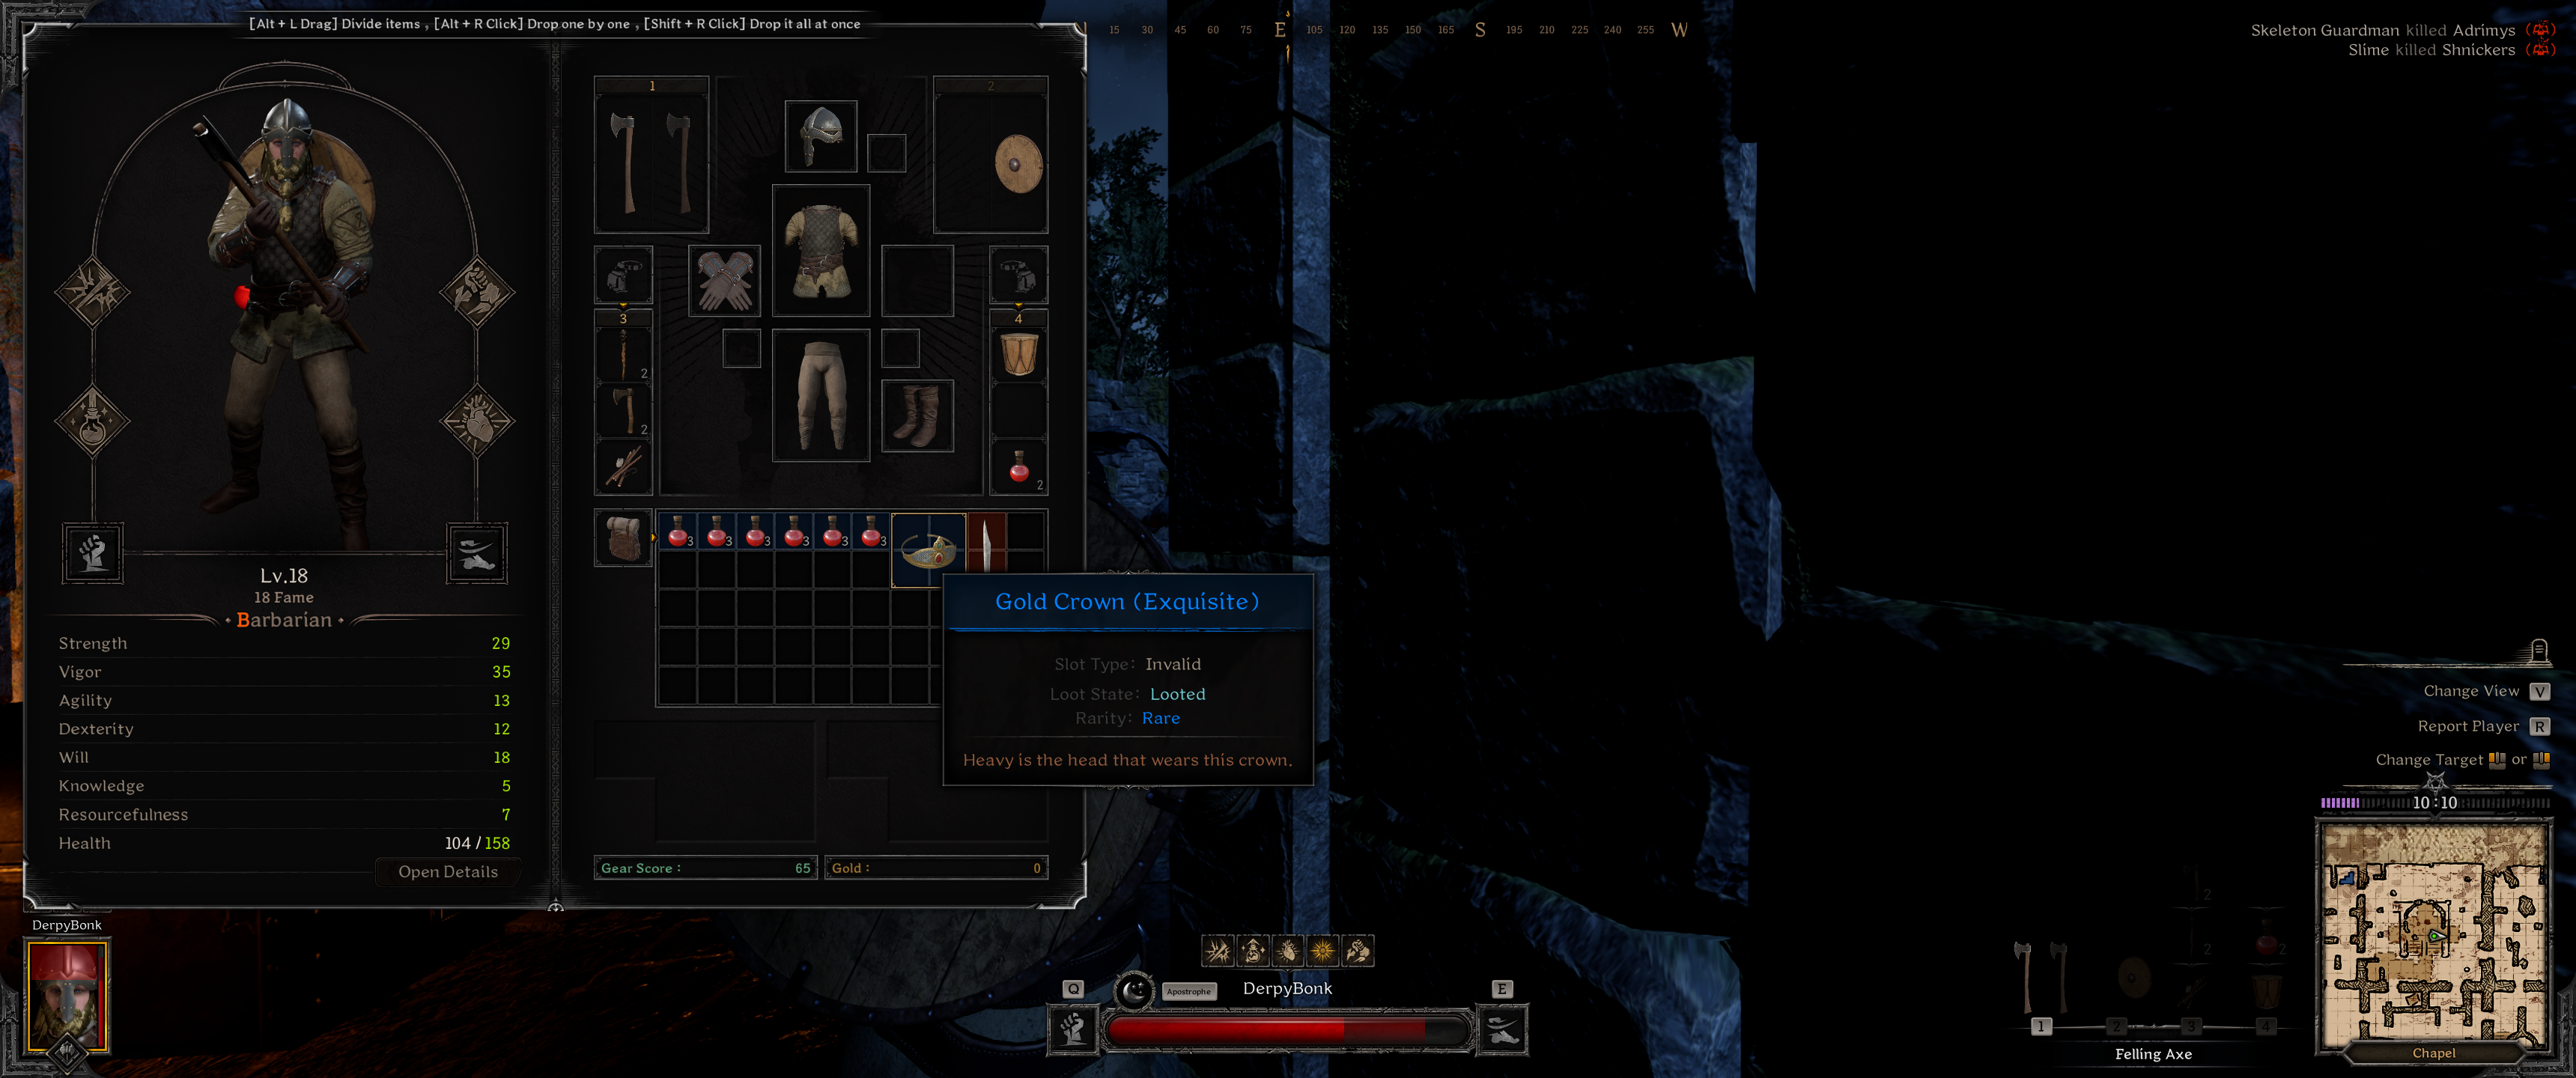 [Alt + L Drag] Divide items , [Alt + R Click] Drop one by one , [Shift + R Click] Drop it all at once
15 30 45 60 75 E 105 120 135 150 165 S 195 210 225 240 255 W
Skeleton Guardman killed Adrimys
Slime killed Shnickers
1
2
3
4
2
2
2
3 3 3 3 3 3
Lv.18
18 Fame
Barbarian
Strength 29
Vigor 35
Agility 13
Dexterity 12
Will 18
Knowledge 5
Resourcefulness 7
Health 104 / 158
Open Details
Gear Score : 65
Gold : 0
Gold Crown (Exquisite)
Slot Type: Invalid
Loot State: Looted
Rarity: Rare
Heavy is the head that wears this crown.
Change View V
Report Player R
Change Target or
10:10
Chapel
DerpyBonk
Q
Apostrophe
DerpyBonk
E
2
2 2
1 2 3 4
Felling Axe